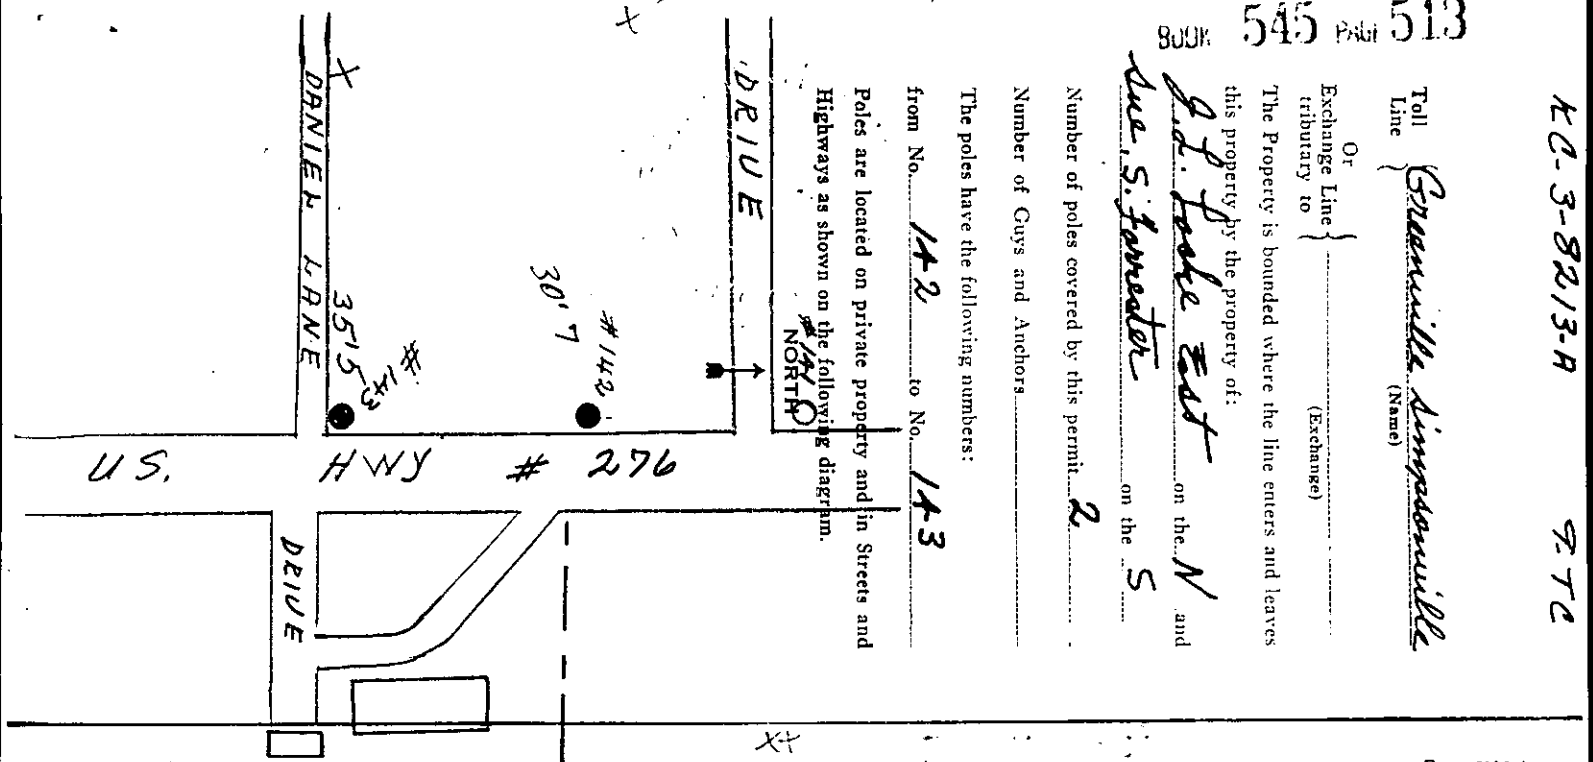 BOOK 545 PAGE 513
KC-3-8213-A T.T.C
Toll Line } Greenville Simpsonville
(Name)
Or
Exchange Line }
tributary to
(Exchange)
The Property is bounded where the line enters and leaves
this property by the property of:
J. L. East on the N and
Sue. S. Forrester on the S
Number of poles covered by this permit 2
Number of Guys and Anchors
The poles have the following numbers:
from No. 142 to No. 143
Poles are located on private property and in Streets and
Highways as shown on the following diagram.
#141
NORTH
DRIVE
#142
30' 7
#143
35' 5
DANIEL LANE
U.S. HWY # 276
DRIVE